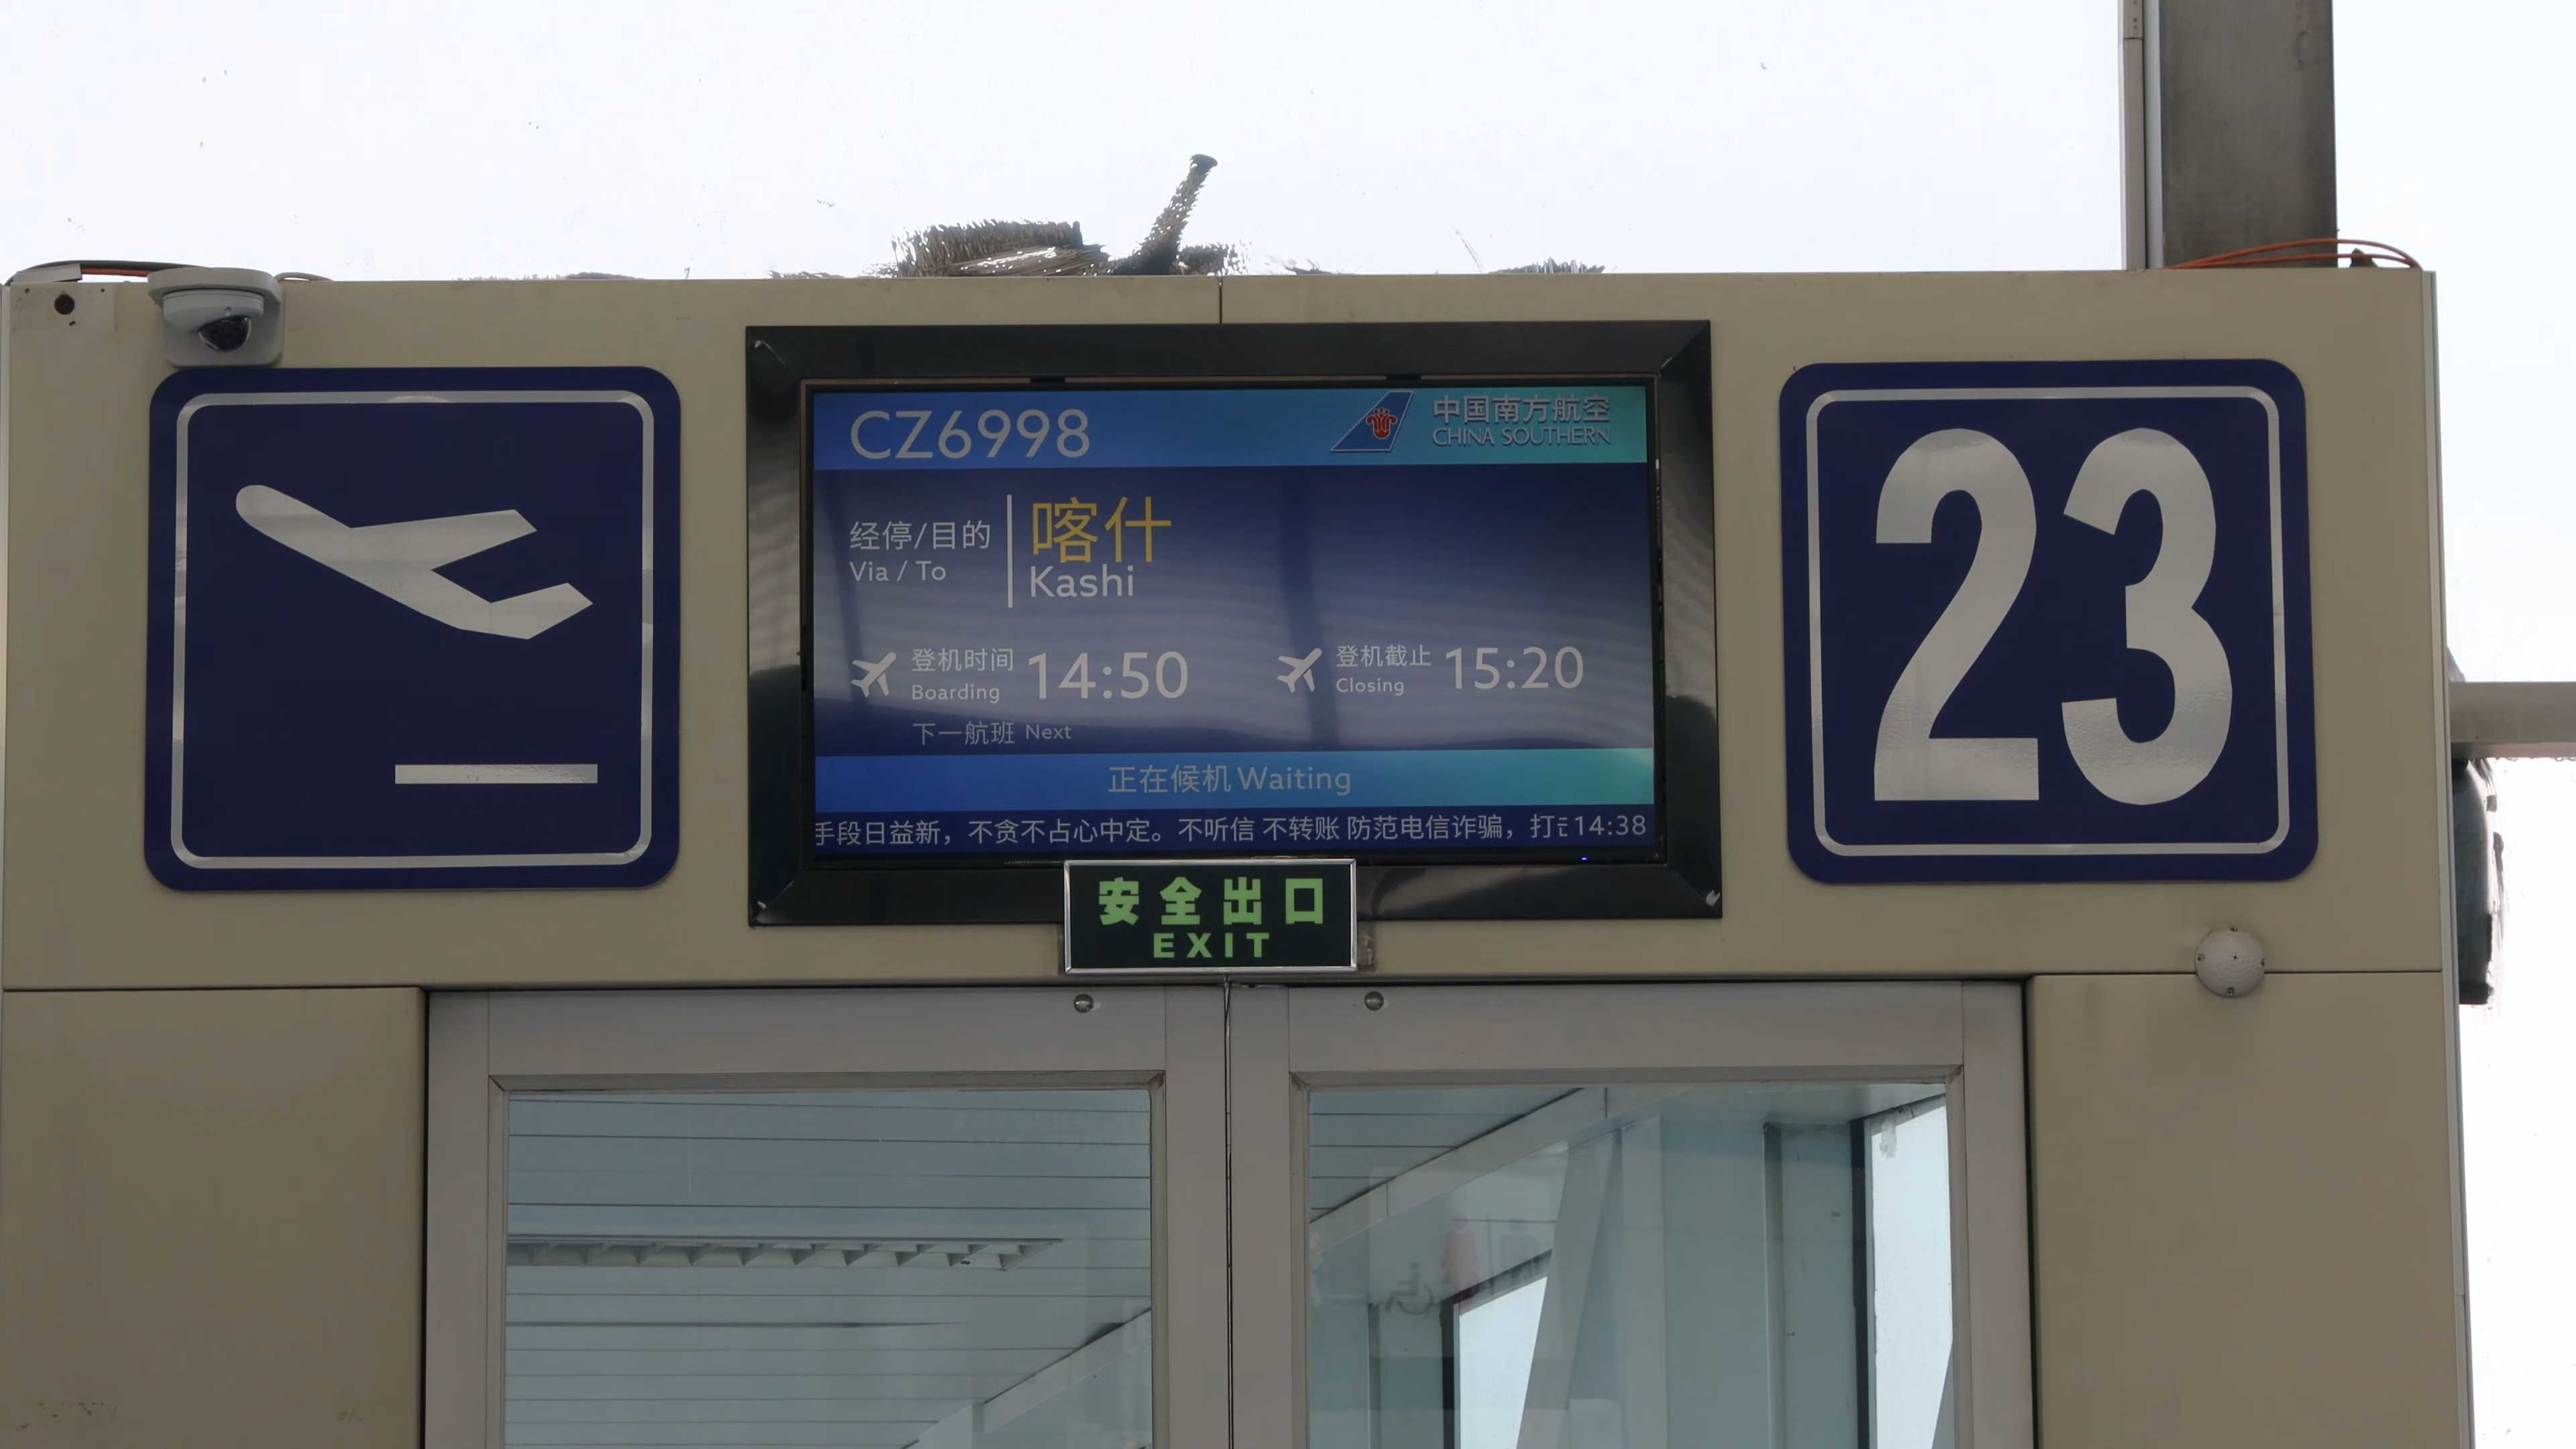 CZ6998
中国南方航空
CHINA SOUTHERN
经停/目的
Via / To
喀什
Kashi
登机时间
Boarding
14:50
登机截止
Closing
15:20
下一航班 Next
正在候机 Waiting
手段日益新，不贪不占心中定。不听信 不转账 防范电信诈骗，打
14:38
23
安全出口
EXIT